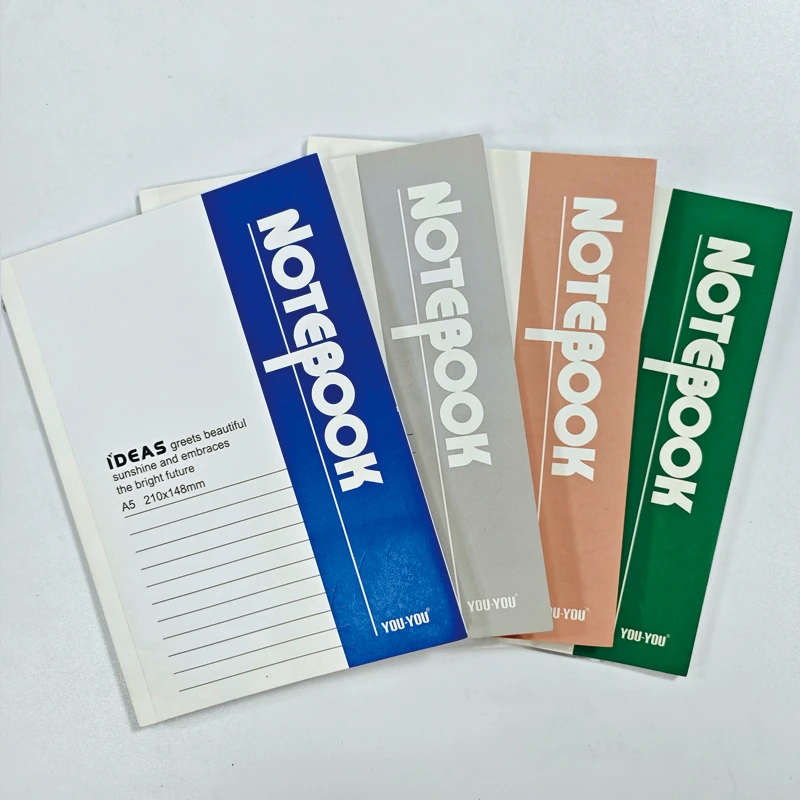 IDEAS greets beautiful
sunshine and embraces
the bright future
A5 210x148mm
NOTEBOOK
YOU-YOU®
NOTEBOOK
YOU-YOU®
NOTEBOOK
YOU-YOU®
NOTEBOOK
YOU-YOU®